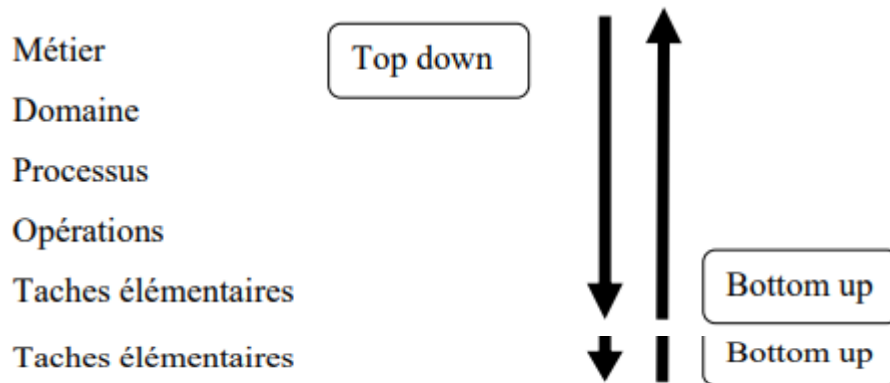 Métier
Top down
Domaine
Processus
Opérations
Taches élémentaires
Bottom up
Taches élémentaires
Bottom up